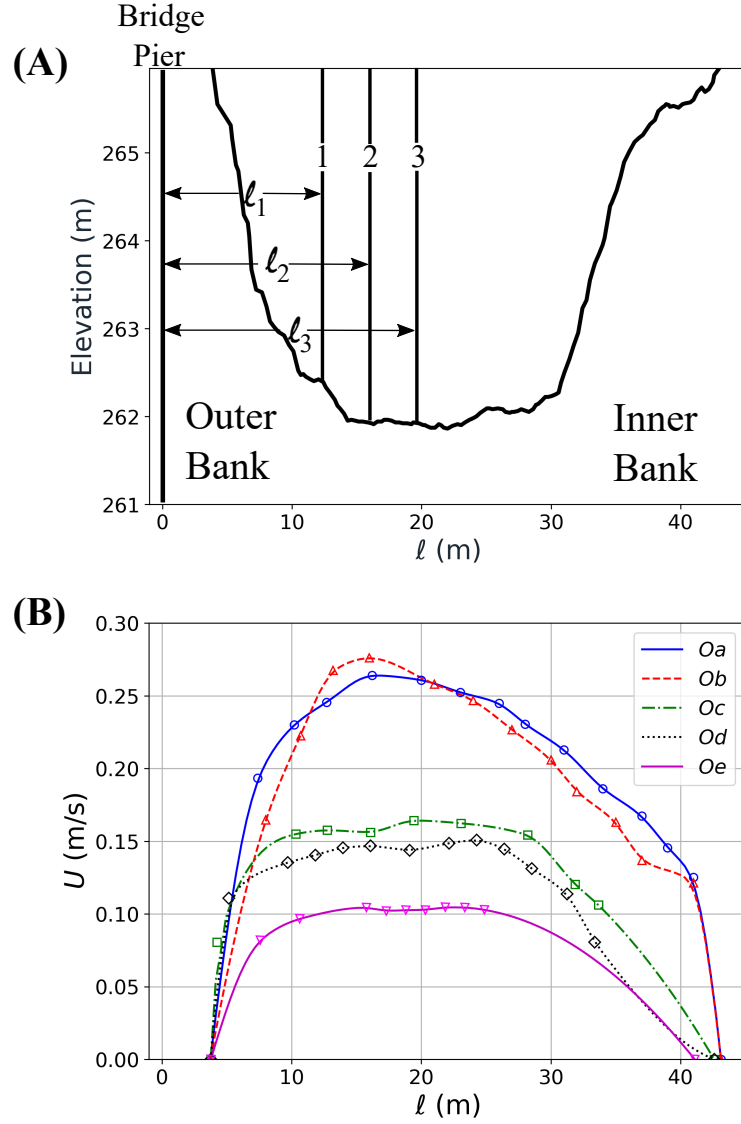 Bridge
Pier
(A)
1 2 3
ℓ1
ℓ2
ℓ3
265
264
263
262
261
Elevation (m)
Outer
Bank
Inner
Bank
0 10 20 30 40
ℓ (m)
(B)
0.30
0.25
0.20
0.15
0.10
0.05
0.00
U (m/s)
Oa
Ob
Oc
Od
Oe
0 10 20 30 40
ℓ (m)